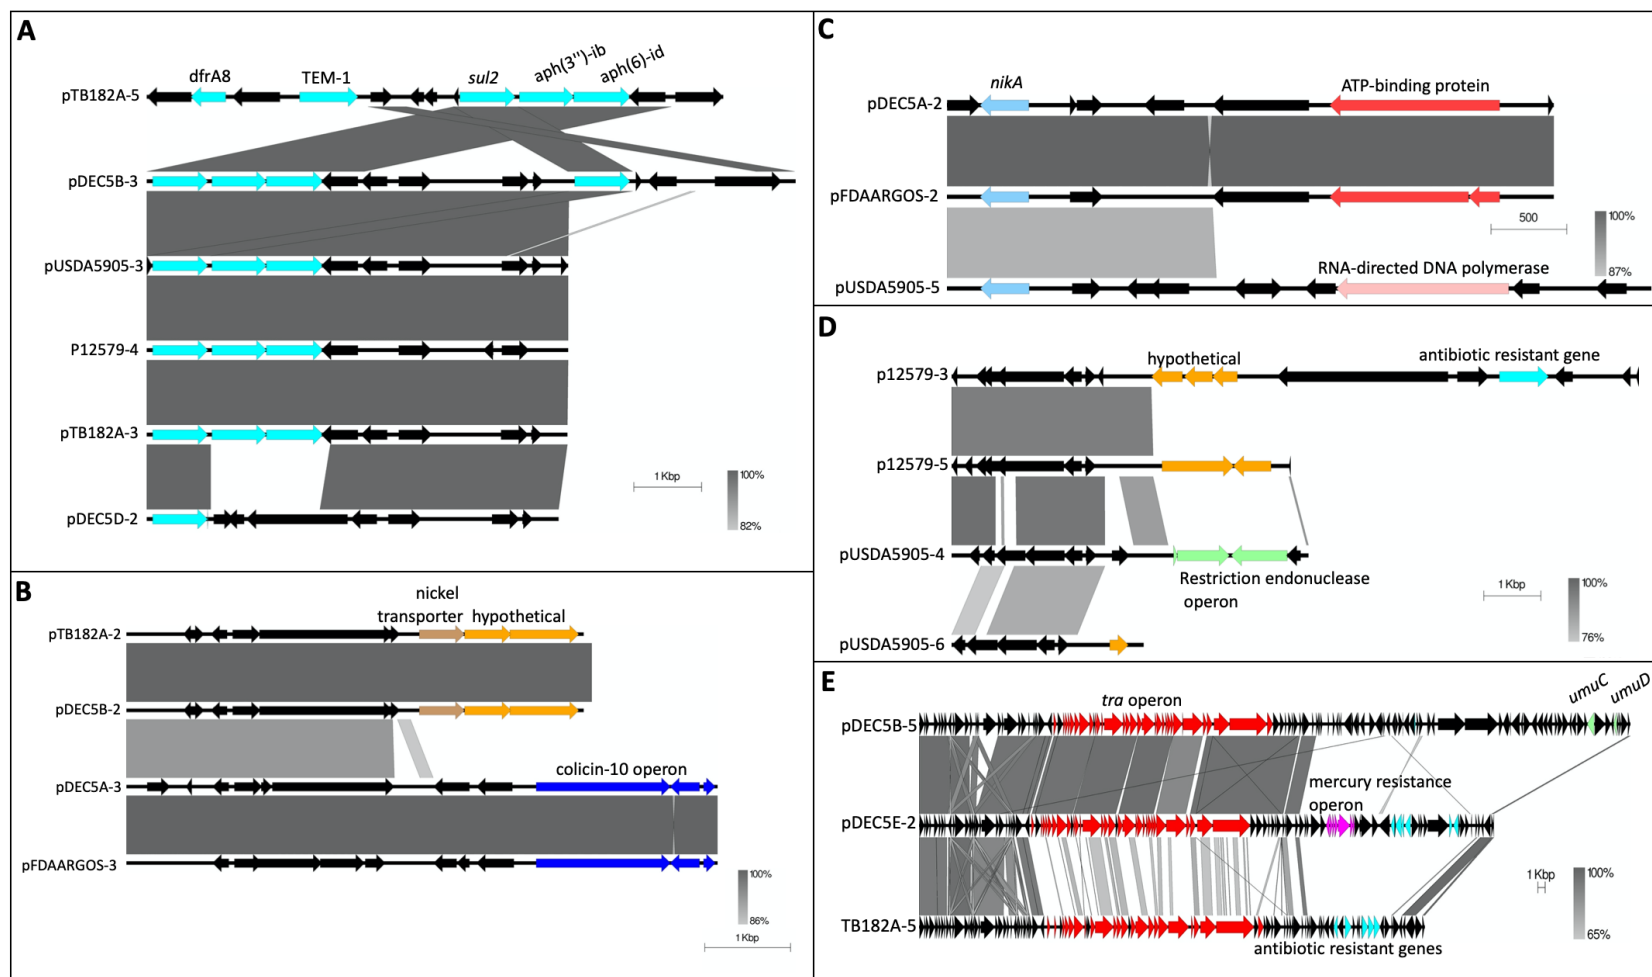 A
dfrA8
TEM-1
sul2
aph(3'')-ib
aph(6)-id
pTB182A-5
pDEC5B-3
pUSDA5905-3
P12579-4
pTB182A-3
pDEC5D-2
1 Kbp
100%
82%
B
nickel
transporter
hypothetical
pTB182A-2
pDEC5B-2
colicin-10 operon
pDEC5A-3
pFDAARGOS-3
100%
86%
1 Kbp
C
nikA
ATP-binding protein
pDEC5A-2
pFDAARGOS-2
500
100%
87%
RNA-directed DNA polymerase
pUSDA5905-5
D
hypothetical
antibiotic resistant gene
p12579-3
p12579-5
pUSDA5905-4
Restriction endonuclease
operon
1 Kbp
100%
76%
pUSDA5905-6
E
tra operon
umuC
umuD
pDEC5B-5
mercury resistance
operon
pDEC5E-2
1 Kbp
100%
65%
TB182A-5
antibiotic resistant genes